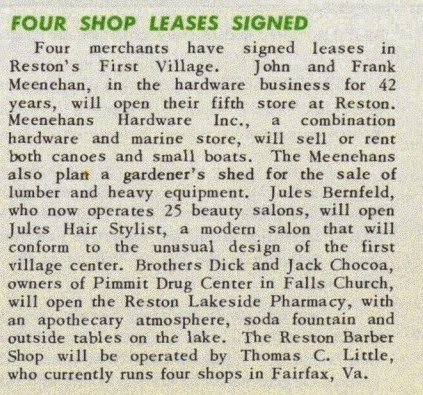 FOUR SHOP LEASES SIGNED
Four merchants have signed leases in
Reston's First Village. John and Frank
Meenehan, in the hardware business for 42
years, will open their fifth store at Reston.
Meenehans Hardware Inc., a combination
hardware and marine store, will sell or rent
both canoes and small boats. The Meenehans
also plan a gardener's shed for the sale of
lumber and heavy equipment. Jules Bernfeld,
who now operates 25 beauty salons, will open
Jules Hair Stylist, a modern salon that will
conform to the unusual design of the first
village center. Brothers Dick and Jack Chocoa,
owners of Pimmit Drug Center in Falls Church,
will open the Reston Lakeside Pharmacy, with
an apothecary atmosphere, soda fountain and
outside tables on the lake. The Reston Barber
Shop will be operated by Thomas C. Little,
who currently runs four shops in Fairfax, Va.